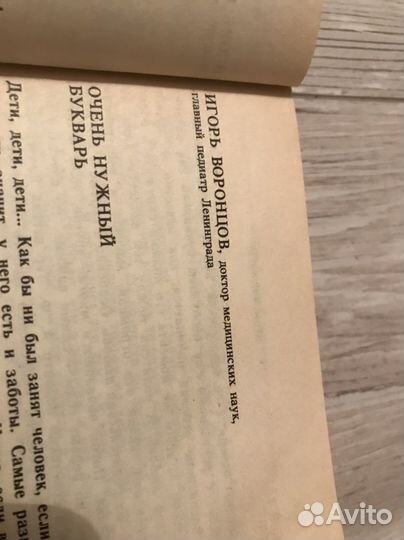 ИГОРЬ ВОРОНЦОВ, доктор медицинских наук,
главный педиатр Ленинграда
ОЧЕНЬ НУЖНЫЙ
БУКВАРЬ
Дети, дети, дети... Как бы ни был занят человек, если
значит у него есть и заботы. Самые раз
Avito